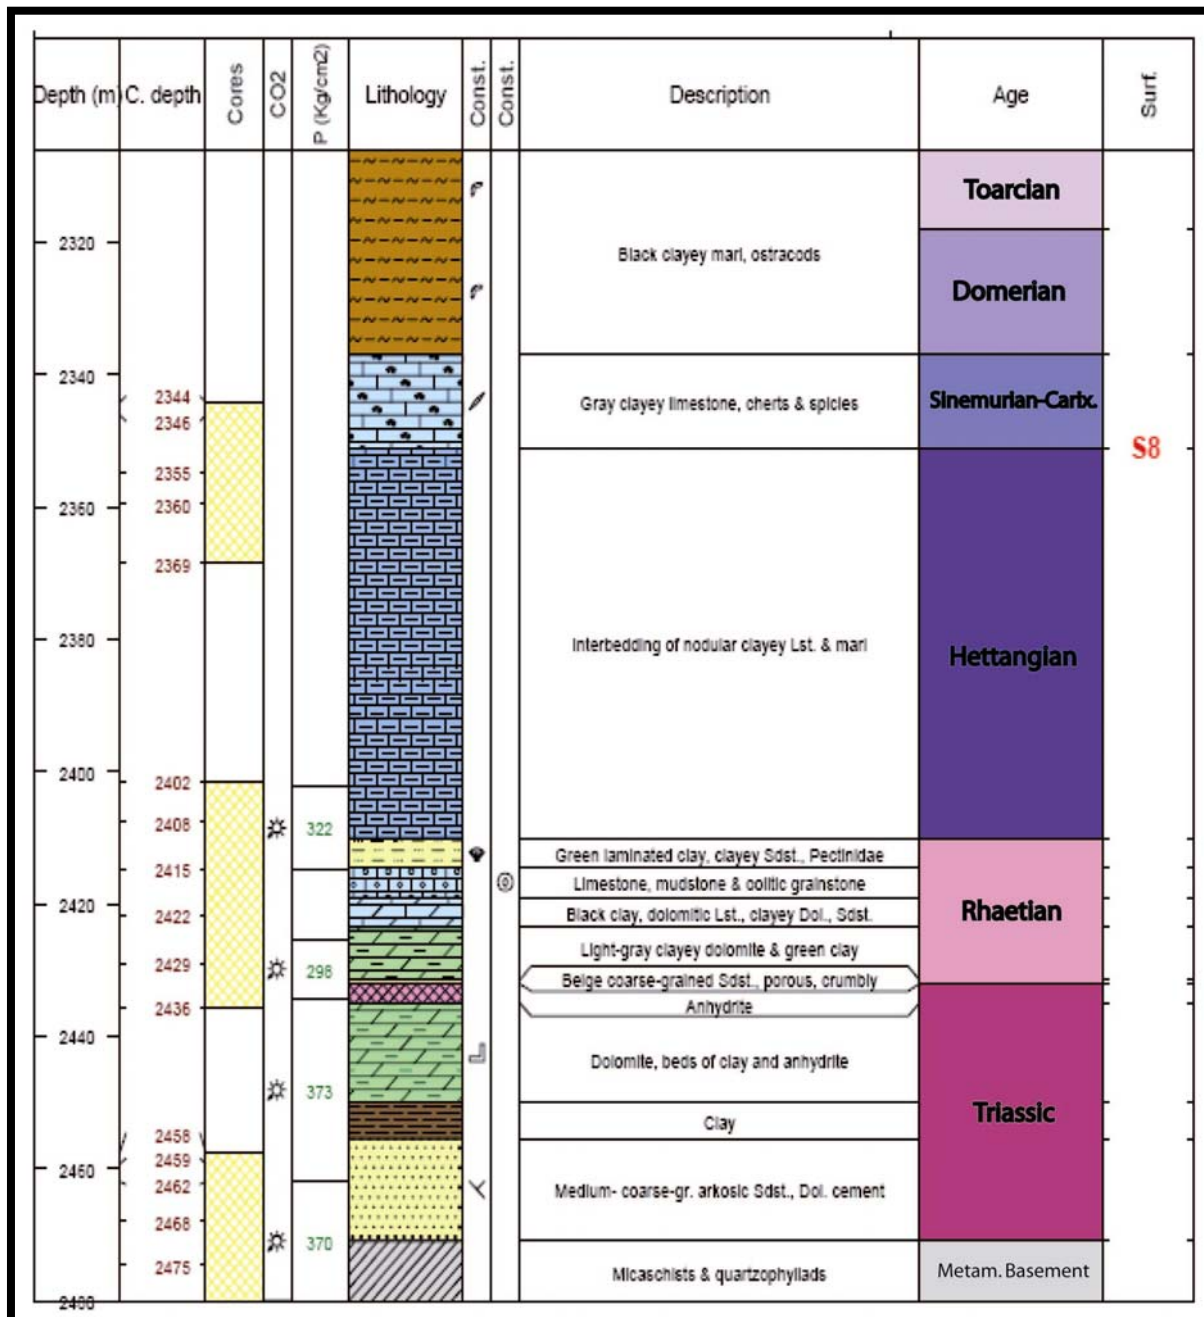 Depth (m)
C. depth
Cores
CO2
P (Kg/cm2)
Lithology
Const.
Const.
Description
Age
Surf.
Toarcian
2320
Black clayey marl, ostracods
Domerian
2340
2344
2346
Gray clayey limestone, cherts & spicles
Sinemurian-Carix.
S8
2355
2360
2360
2369
2380
Interbedding of nodular clayey Lst. & marl
Hettangian
2400
2402
2408
322
Green laminated clay, clayey Sdst., Pectinidae
2415
Limestone, mudstone & oolitic grainstone
2420
2422
Black clay, dolomitic Lst., clayey Dol., Sdst.
Rhaetian
Light-gray clayey dolomite & green clay
2429
298
Beige coarse-grained Sdst., porous, crumbly
2436
Anhydrite
2440
Dolomite, beds of clay and anhydrite
373
Clay
Triassic
2458
2459
2460
2462
Medium- coarse-gr. arkosic Sdst., Dol. cement
2468
370
2475
Micaschists & quartzophyllads
Metam. Basement
2480